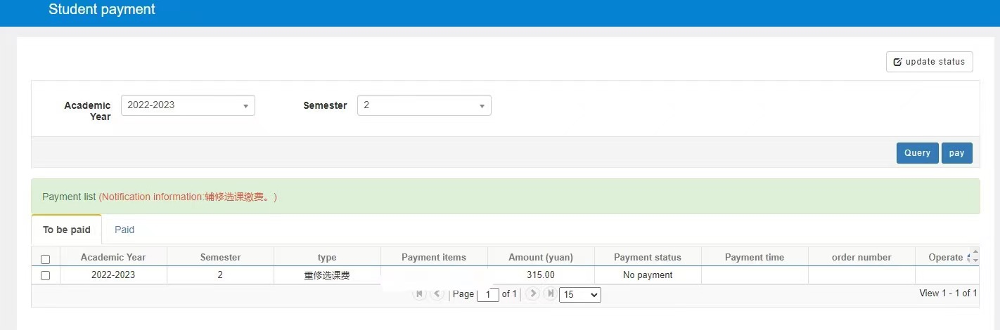 Student payment
update status
Academic Year 2022-2023 Semester 2
Query pay
Payment list (Notification information:辅修选课缴费。)
To be paid Paid
Academic Year Semester type Payment items Amount (yuan) Payment status Payment time order number Operate
2022-2023 2 重修选课费 315.00 No payment
Page 1 of 1 15 View 1 - 1 of 1